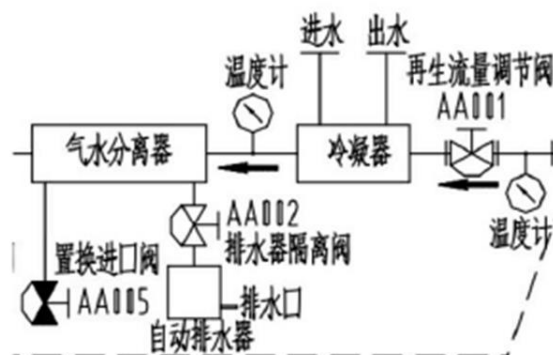 进水
出水
温度计
再生流量调节阀
AA001
气水分离器
冷凝器
AA002
温度计
置换进口阀
排水器隔离阀
AA005
排水口
自动排水器